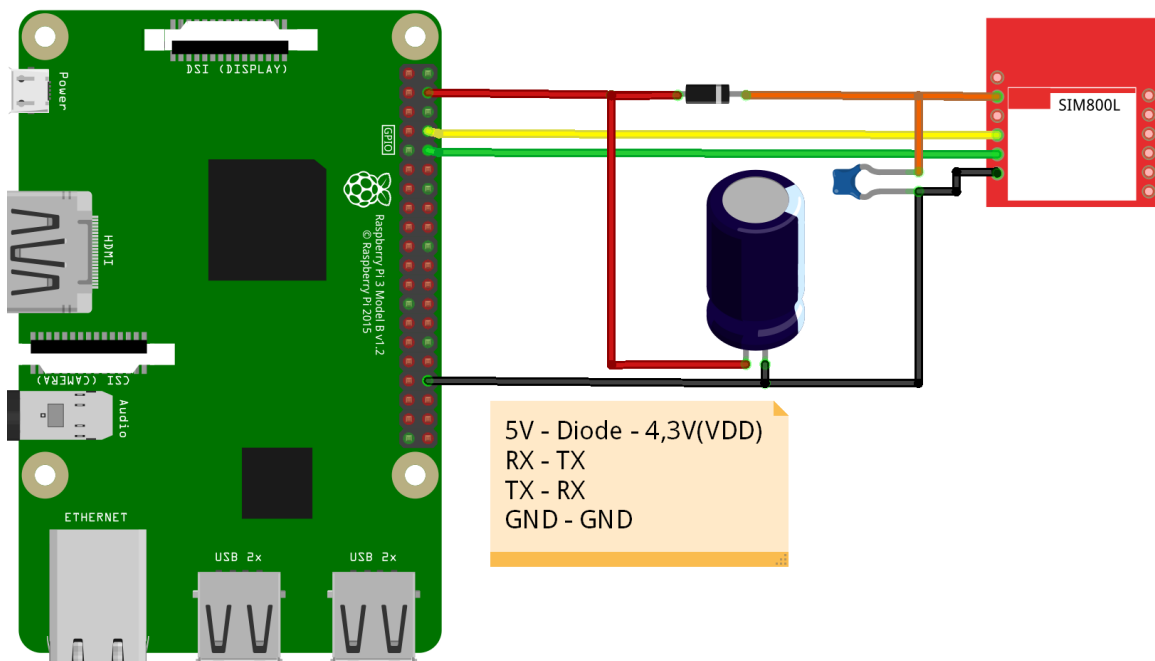 DSI (DISPLAY)
Power
SIM800L
GPIO
Raspberry Pi 3 Model B v1.2
© Raspberry Pi 2015
HDMI
CSI (CAMERA)
Audio
5V - Diode - 4,3V(VDD)
RX - TX
TX - RX
GND - GND
ETHERNET
USB 2x
USB 2x